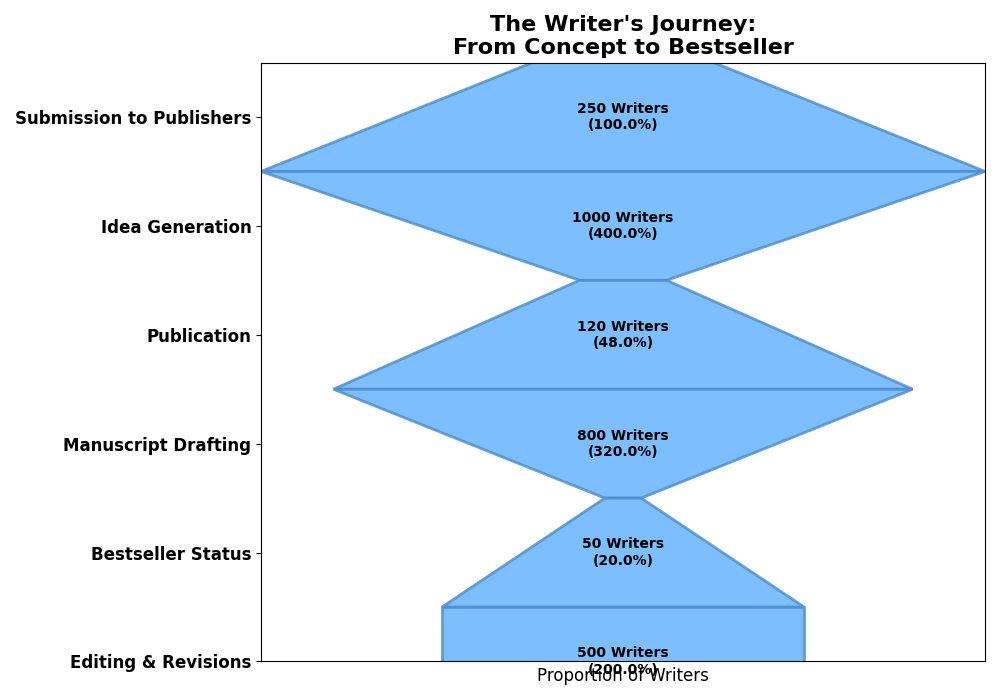 The Writer's Journey:
From Concept to Bestseller
Submission to Publishers
250 Writers
(100.0%)
Idea Generation
1000 Writers
(400.0%)
Publication
120 Writers
(48.0%)
Manuscript Drafting
800 Writers
(320.0%)
Bestseller Status
50 Writers
(20.0%)
Editing & Revisions
500 Writers
(200.0%)
Proportion of Writers